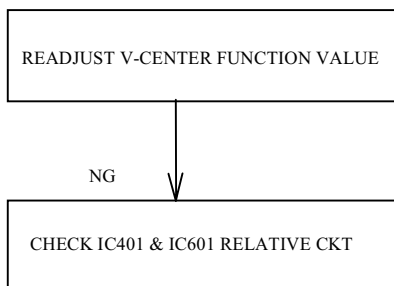 READJUST V-CENTER FUNCTION VALUE
NG
CHECK IC401 & IC601 RELATIVE CKT